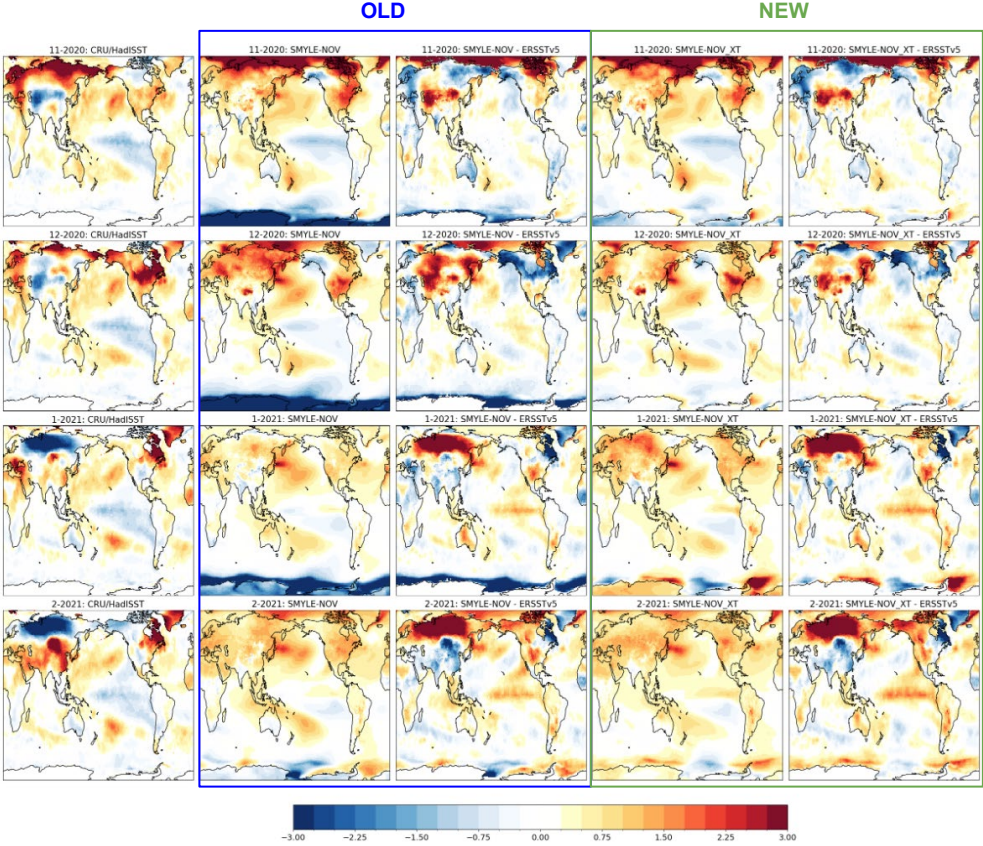 OLD
NEW
11-2020: CRU/HadISST
11-2020: SMYLE-NOV
11-2020: SMYLE-NOV - ERSSTv5
11-2020: SMYLE-NOV_XT
11-2020: SMYLE-NOV_XT - ERSSTv5
12-2020: CRU/HadISST
12-2020: SMYLE-NOV
12-2020: SMYLE-NOV - ERSSTv5
12-2020: SMYLE-NOV_XT
12-2020: SMYLE-NOV_XT - ERSSTv5
1-2021: CRU/HadISST
1-2021: SMYLE-NOV
1-2021: SMYLE-NOV - ERSSTv5
1-2021: SMYLE-NOV_XT
1-2021: SMYLE-NOV_XT - ERSSTv5
2-2021: CRU/HadISST
2-2021: SMYLE-NOV
2-2021: SMYLE-NOV - ERSSTv5
2-2021: SMYLE-NOV_XT
2-2021: SMYLE-NOV_XT - ERSSTv5
−3.00 −2.25 −1.50 −0.75 0.00 0.75 1.50 2.25 3.00